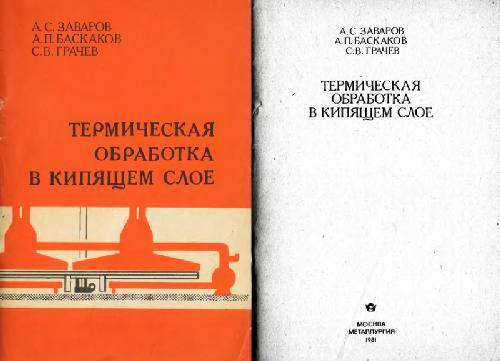 А.С. ЗАВАРОВ
А.П. БАСКАКОВ
С.В. ГРАЧЕВ
ТЕРМИЧЕСКАЯ
ОБРАБОТКА
В КИПЯЩЕМ СЛОЕ
А.С. ЗАВАРОВ
А.П. БАСКАКОВ
С.В. ГРАЧЕВ
ТЕРМИЧЕСКАЯ
ОБРАБОТКА
В КИПЯЩЕМ СЛОЕ
МОСКВА
"МЕТАЛЛУРГИЯ"
1981